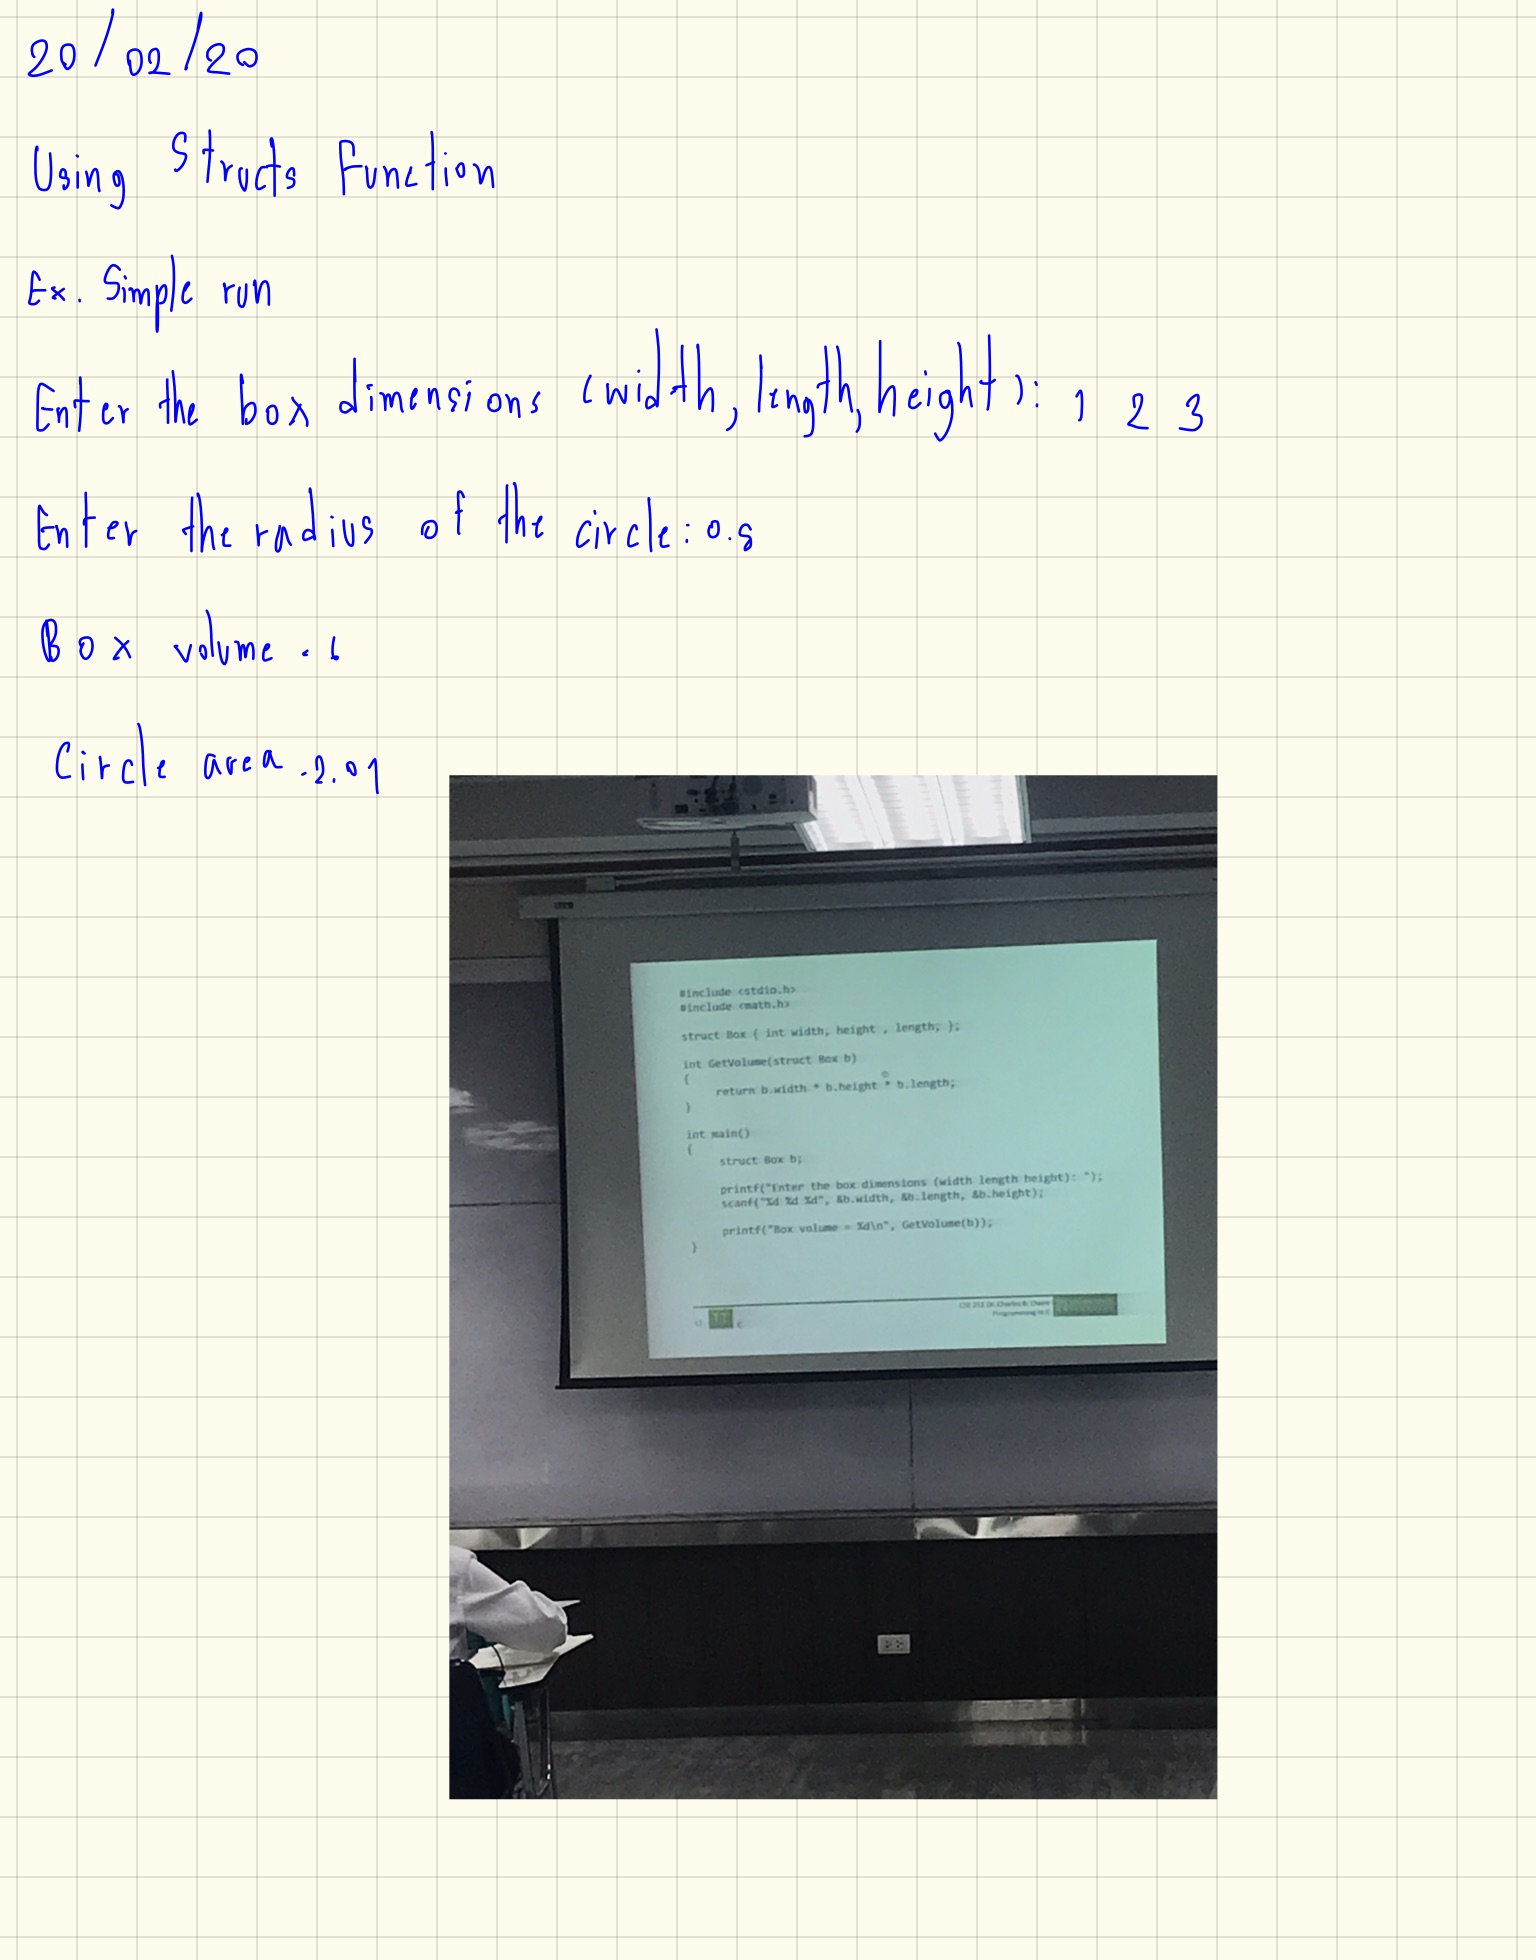 20/02/20
Using Structs Function
Ex. Simple run
Enter the box dimensions (width, length, height): 1 2 3
Enter the radius of the circle: 0.8
Box volume . 6
Circle area . 2.01
#include <stdio.h>
#include <math.h>
struct Box { int width, height , length; };
int GetVolume(struct Box b)
{
return b.width * b.height * b.length;
}
int main()
{
struct Box b;
printf("Enter the box dimensions (width length height): ");
scanf("%d %d %d", &b.width, &b.length, &b.height);
printf("Box volume = %d\n", GetVolume(b));
}
Programming in C